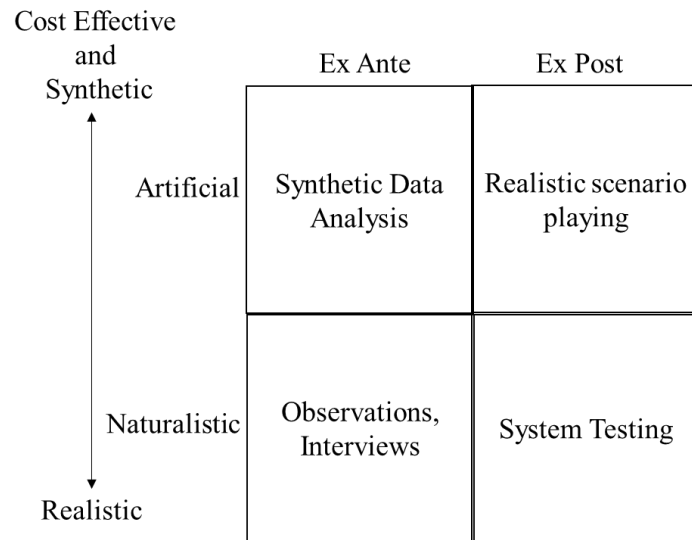 Cost Effective
and
Synthetic
Ex Ante
Ex Post
Artificial
Synthetic Data
Analysis
Realistic scenario
playing
Naturalistic
Observations,
Interviews
System Testing
Realistic